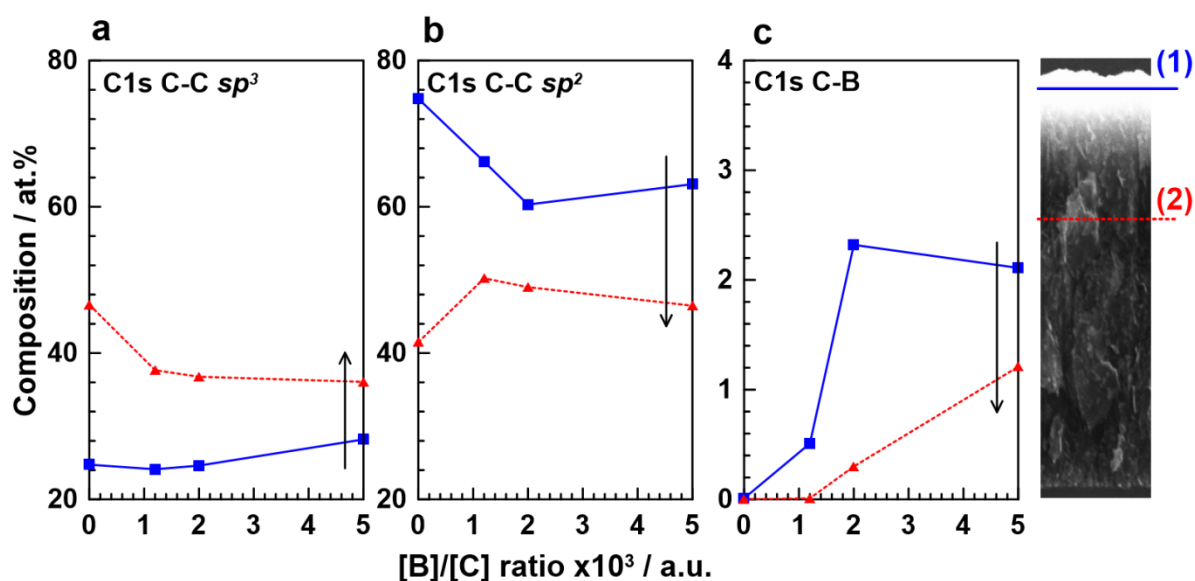 a
b
c
80
60
40
20
0 1 2 3 4 5
C1s C-C sp³
80
60
40
20
0 1 2 3 4 5
C1s C-C sp²
4
3
2
1
0
0 1 2 3 4 5
C1s C-B
Composition / at.%
[B]/[C] ratio x10³ / a.u.
(1)
(2)